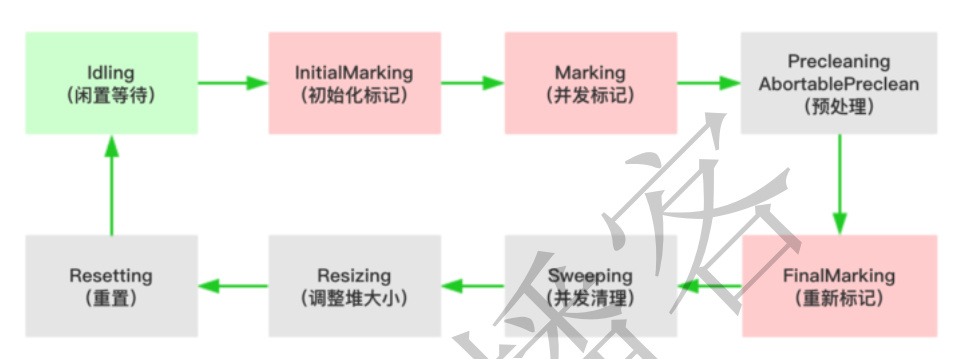 Idling
（闲置等待）
InitialMarking
（初始化标记）
Marking
（并发标记）
Precleaning
AbortablePreclean
（预处理）
Resetting
（重置）
Resizing
（调整堆大小）
Sweeping
（并发清理）
FinalMarking
（重新标记）
播客